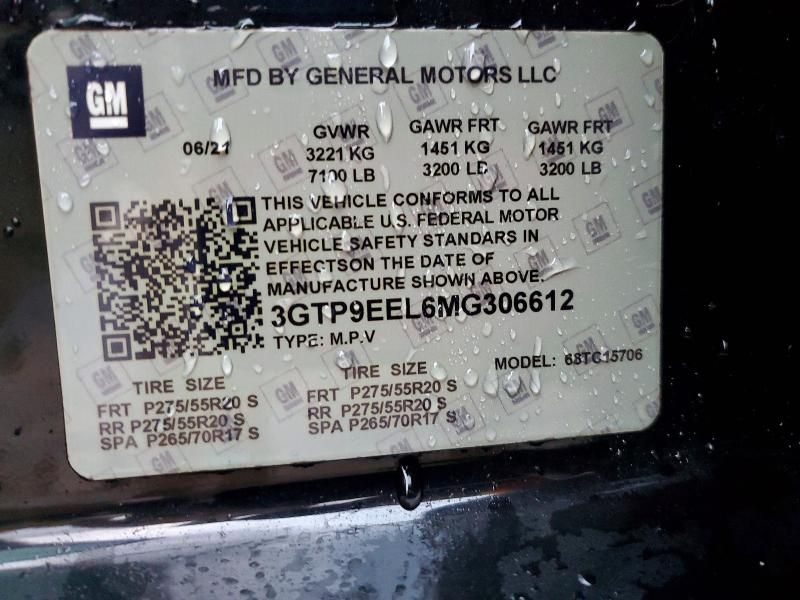 GM
MFD BY GENERAL MOTORS LLC
06/21
GVWR
3221 KG
7100 LB
GAWR FRT
1451 KG
3200 LB
GAWR FRT
1451 KG
3200 LB
THIS VEHICLE CONFORMS TO ALL
APPLICABLE U.S. FEDERAL MOTOR
VEHICLE SAFETY STANDARS IN
EFFECTSON THE DATE OF
MANUFACTURE SHOWN ABOVE.
3GTP9EEL6MG306612
TYPE: M.P.V
MODEL: 68TC15706
TIRE SIZE
FRT P275/55R20 S
RR P275/55R20 S
SPA P265/70R17 S
TIRE SIZE
FRT P275/55R20 S
RR P275/55R20 S
SPA P265/70R17 S